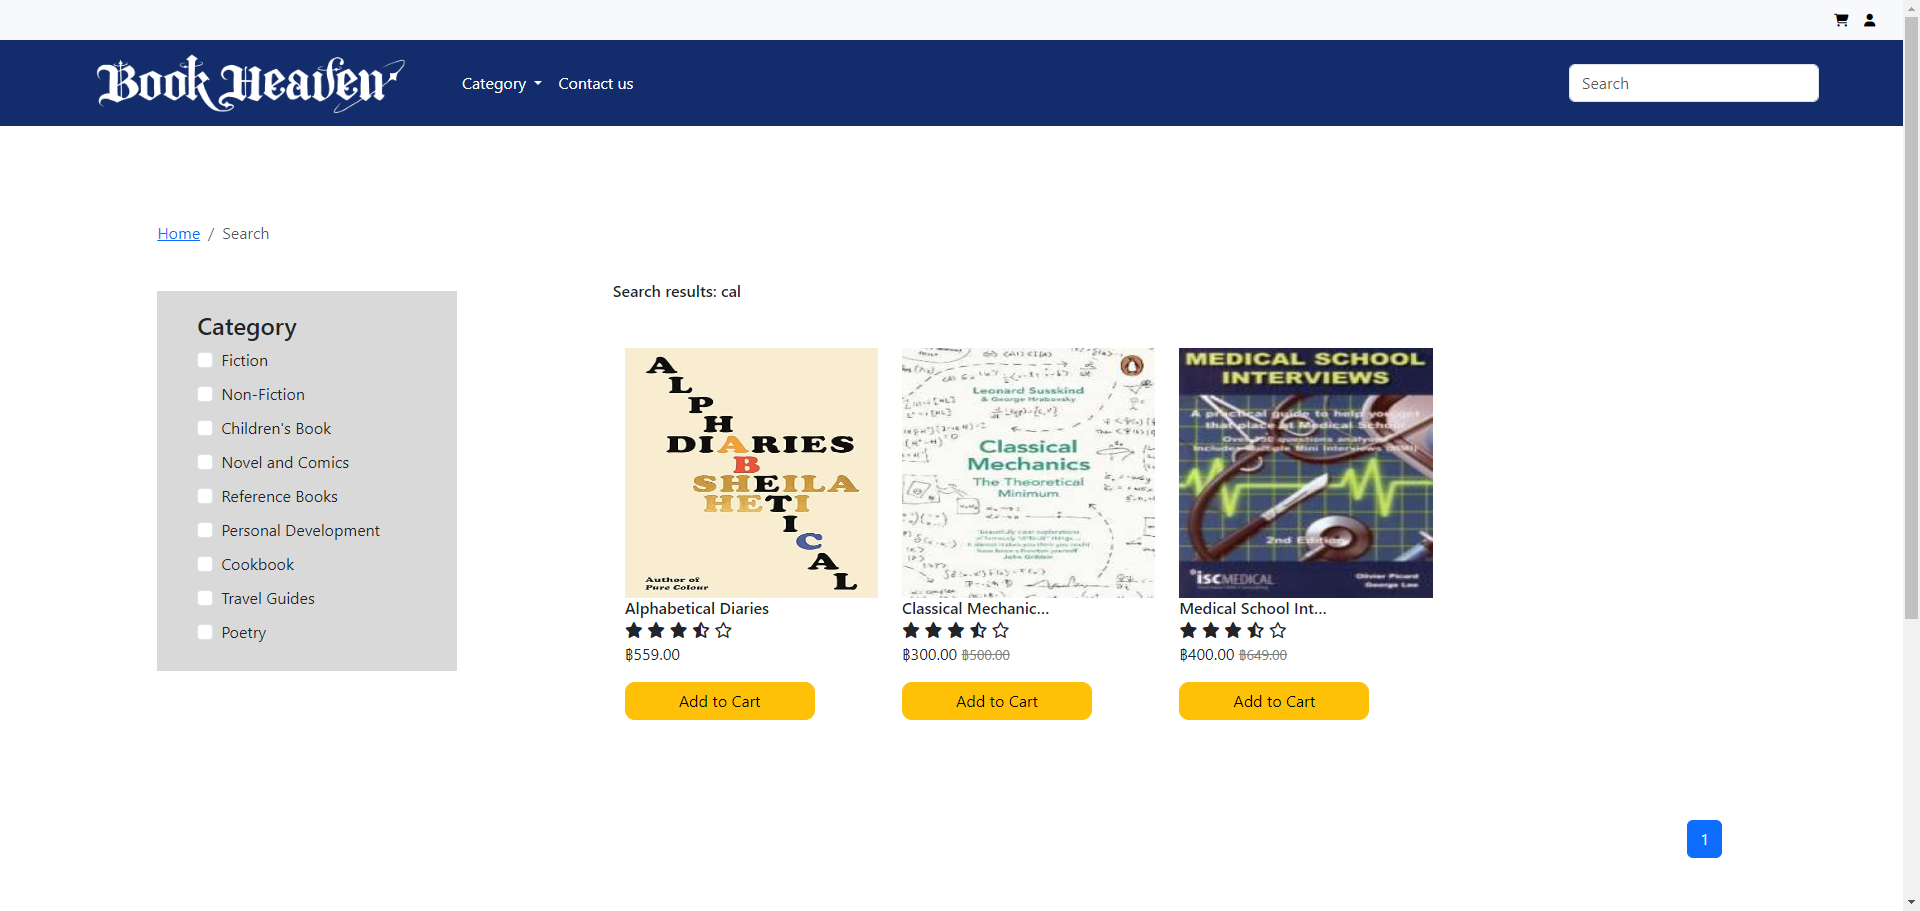 Book Heaven
Category
Contact us
Search
Home / Search
Category
Fiction
Non-Fiction
Children's Book
Novel and Comics
Reference Books
Personal Development
Cookbook
Travel Guides
Poetry
Search results: cal
ALPHABETICAL
DIARIES
SHEILA
HETI
Author of
Pure Colour
Alphabetical Diaries
฿559.00
Add to Cart
Leonard Susskind
& George Hrabovsky
Classical
Mechanics
The Theoretical
Minimum
John Gribbin
Classical Mechanic...
฿300.00 ฿500.00
Add to Cart
MEDICAL SCHOOL
INTERVIEWS
A practical guide to help you get
that place at Medical School
2nd Edition
ISCMEDICAL
Olivier Picard
George Lee
Medical School Int...
฿400.00 ฿649.00
Add to Cart
1